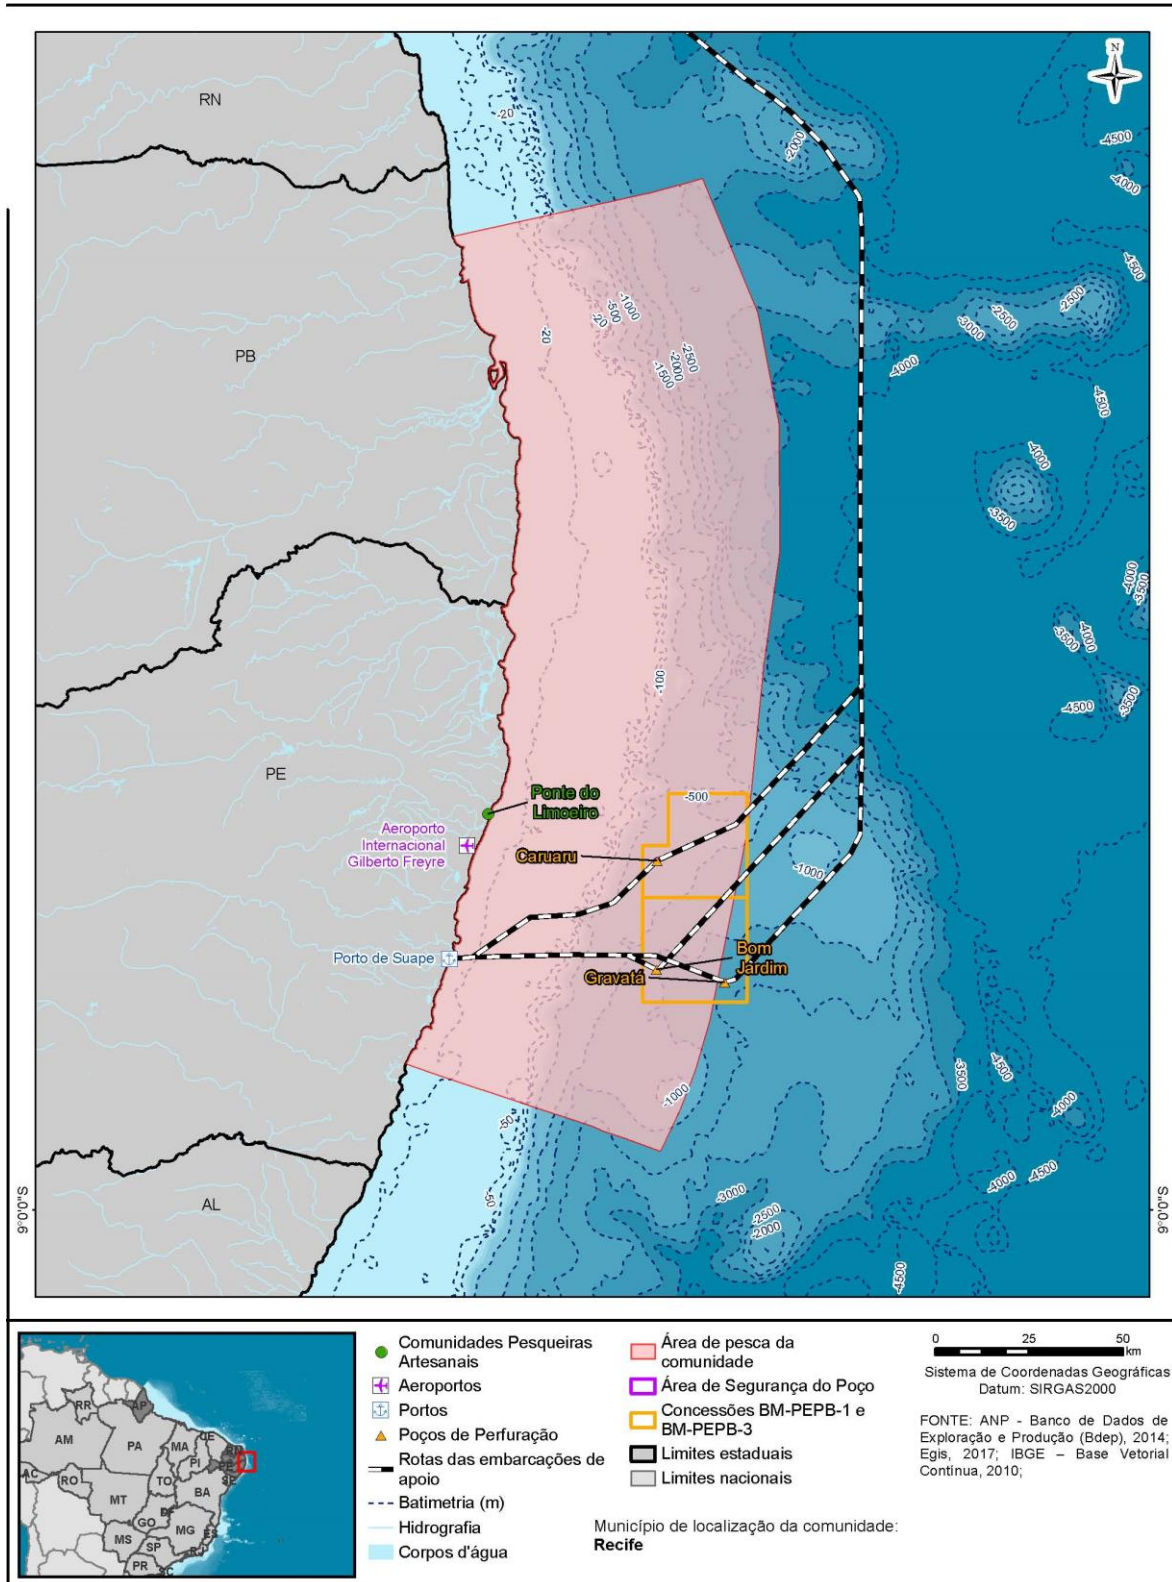 N
RN
-20
-2000
-4500
-4000
-4500
-2500
-2500
-3000
-4000
-1000
-500
-20
-20
-2500
-2000
-1500
PB
-4500
-4000
-3500
-4000
-3500
-4000
-3500
-4500
-3500
-100
PE
-500
Ponte do
Limoeiro
Aeroporto
Internacional
Gilberto Freyre
Caruaru
-1000
Porto de Suape
Bom
Jardim
Gravatá
-1000
-50
-3500
-4500
-4000
-4500
-4000
-50
-3000
-2500
-2000
-4500
AL
9°0'0"S
9°0'0"S
RR
AP
AM
PA
MA
CE
RN
PI
PE
AC
RO
TO
SE
BA
MT
DF
GO
MG
ES
MS
SP
RJ
PR
SC
Comunidades Pesqueiras
Artesanais
Aeroportos
Portos
Poços de Perfuração
Rotas das embarcações de
apoio
Batimetria (m)
Hidrografia
Corpos d'água
Área de pesca da
comunidade
Área de Segurança do Poço
Concessões BM-PEPB-1 e
BM-PEPB-3
Limites estaduais
Limites nacionais
Município de localização da comunidade:
Recife
0 25 50
km
Sistema de Coordenadas Geográficas
Datum: SIRGAS2000
FONTE: ANP - Banco de Dados de
Exploração e Produção (Bdep), 2014;
Egis, 2017; IBGE – Base Vetorial
Contínua, 2010;